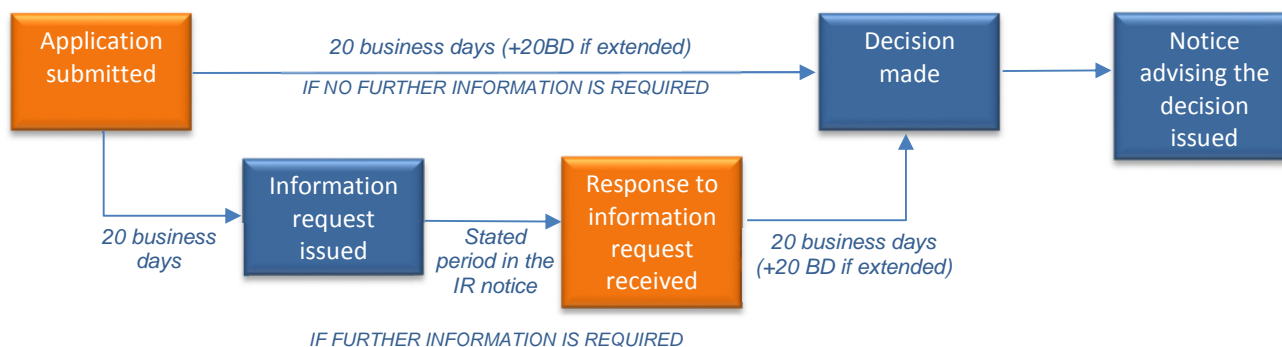 Application
submitted
20 business days (+20BD if extended)
IF NO FURTHER INFORMATION IS REQUIRED
Decision
made
Notice
advising the
decision
issued
20 business
days
Information
request
issued
Stated
period in the
IR notice
Response to
information
request
received
20 business days
(+20 BD if extended)
IF FURTHER INFORMATION IS REQUIRED